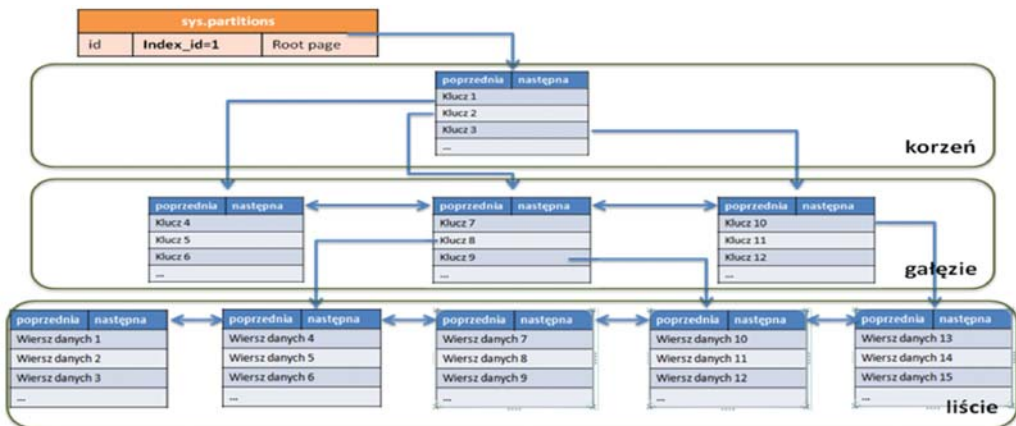 sys.partitions
id Index_id=1 Root page
poprzednia następna
Klucz 1
Klucz 2
Klucz 3
...
korzeń
poprzednia następna
Klucz 4
Klucz 5
Klucz 6
...
poprzednia następna
Klucz 7
Klucz 8
Klucz 9
...
poprzednia następna
Klucz 10
Klucz 11
Klucz 12
...
gałęzie
poprzednia następna
Wiersz danych 1
Wiersz danych 2
Wiersz danych 3
...
poprzednia następna
Wiersz danych 4
Wiersz danych 5
Wiersz danych 6
...
poprzednia następna
Wiersz danych 7
Wiersz danych 8
Wiersz danych 9
...
poprzednia następna
Wiersz danych 10
Wiersz danych 11
Wiersz danych 12
...
poprzednia następna
Wiersz danych 13
Wiersz danych 14
Wiersz danych 15
...
liście